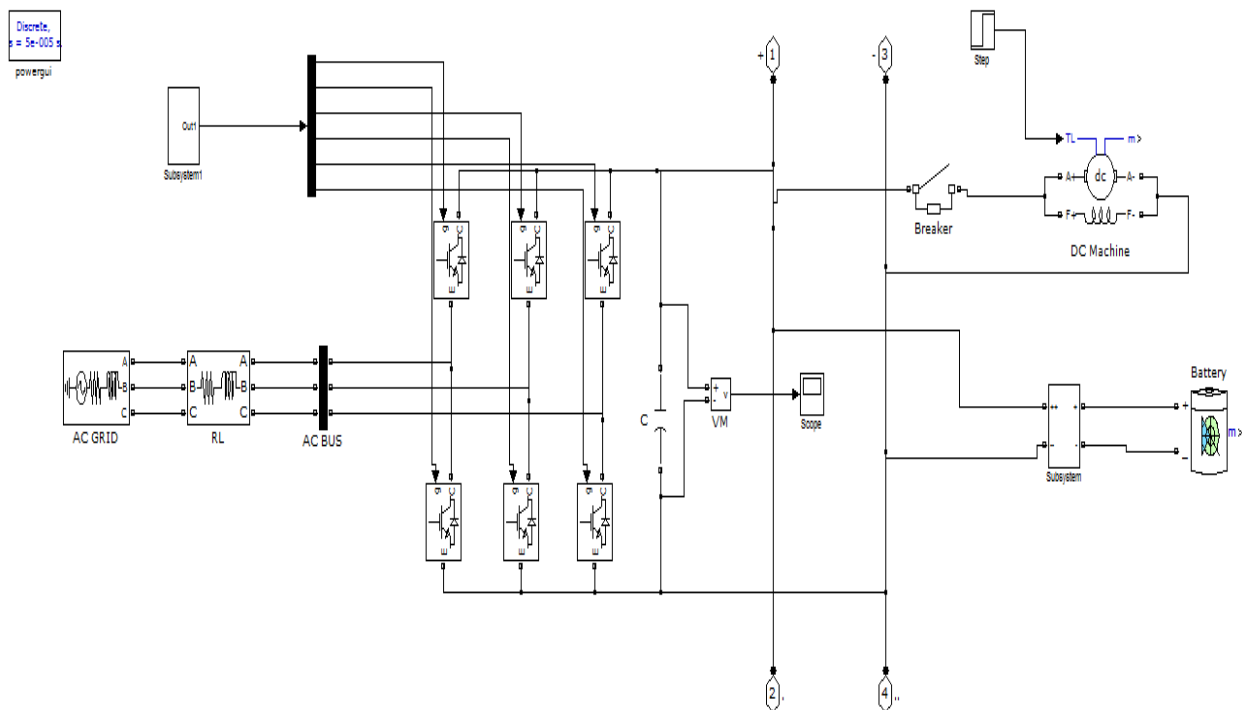 Discrete,
s = 5e-005 s.
powergui
Out1
Subsystem1
+ 1
- 3
Step
TL m >
A+ dc A-
F+ F-
DC Machine
Breaker
g C
E
g C
E
g C
E
A
B
C
AC GRID
A A
B B
C C
RL
AC BUS
C
+
-
v
VM
Scope
++ +
- -
Subsystem
Battery
+
m >
_
g C
E
g C
E
g C
E
2 .
4 ..